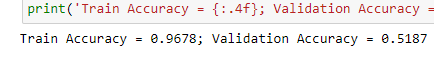 print('Train Accuracy = {:.4f}; Validation Accuracy =
Train Accuracy = 0.9678; Validation Accuracy = 0.5187